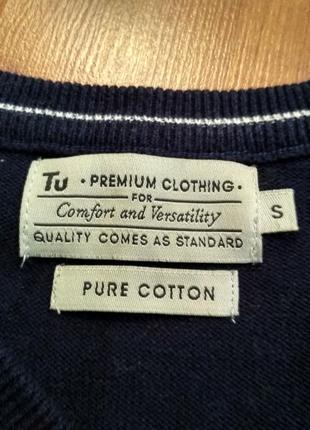 Tu · PREMIUM CLOTHING ·
FOR
Comfort and Versatility
QUALITY COMES AS STANDARD
S
PURE COTTON